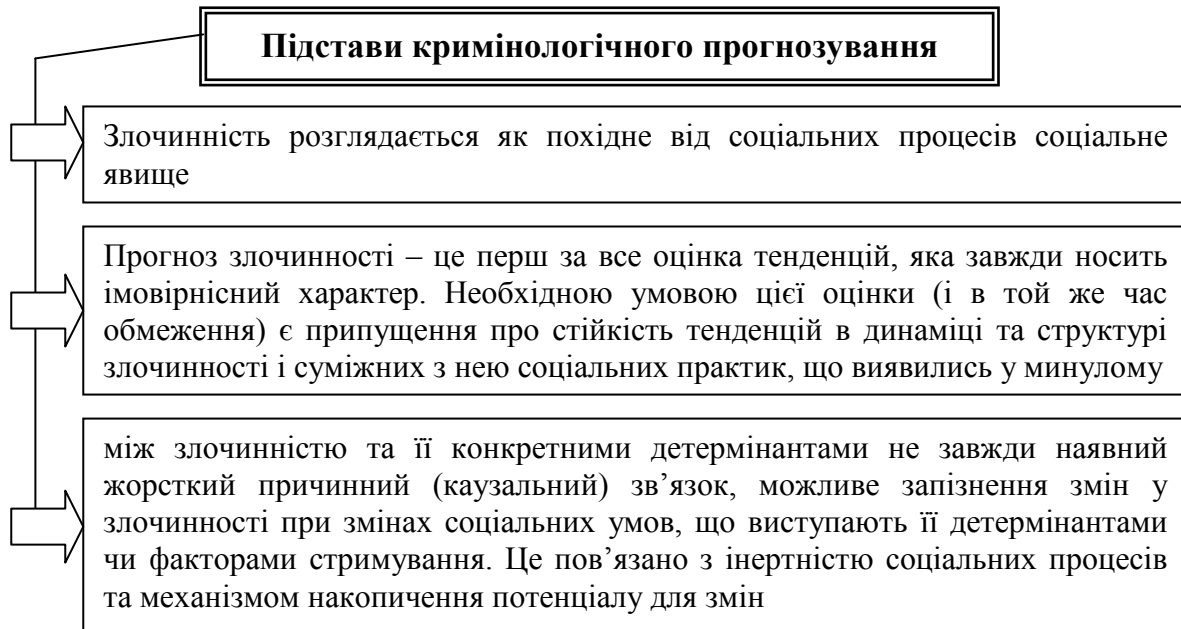 Підстави кримінологічного прогнозування
Злочинність розглядається як похідне від соціальних процесів соціальне
явище
Прогноз злочинності – це перш за все оцінка тенденцій, яка завжди носить
імовірнісний характер. Необхідною умовою цієї оцінки (і в той же час
обмеження) є припущення про стійкість тенденцій в динаміці та структурі
злочинності і суміжних з нею соціальних практик, що виявились у минулому
між злочинністю та її конкретними детермінантами не завжди наявний
жорсткий причинний (каузальний) зв’язок, можливе запізнення змін у
злочинності при змінах соціальних умов, що виступають її детермінантами
чи факторами стримування. Це пов’язано з інертністю соціальних процесів
та механізмом накопичення потенціалу для змін